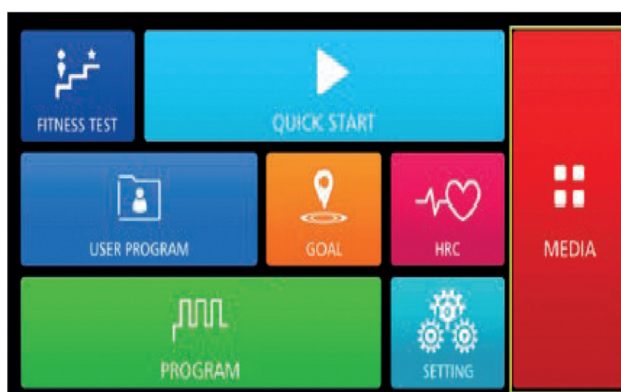 FITNESS TEST
QUICK START
MEDIA
USER PROGRAM
GOAL
HRC
PROGRAM
SETTING